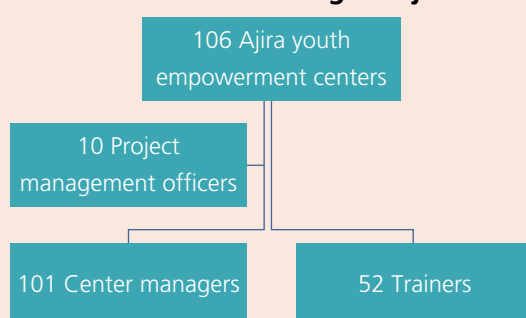 106 Ajira youth
empowerment centers
10 Project
management officers
101 Center managers
52 Trainers